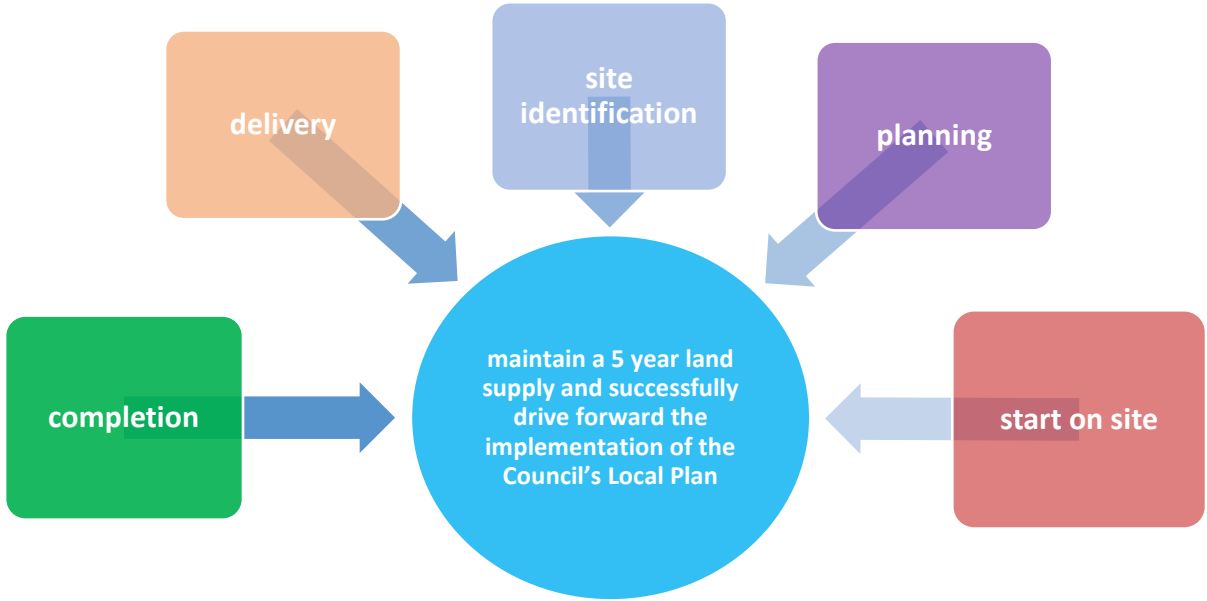 site
identification
delivery
planning
completion
maintain a 5 year land
supply and successfully
drive forward the
implementation of the
Council’s Local Plan
start on site